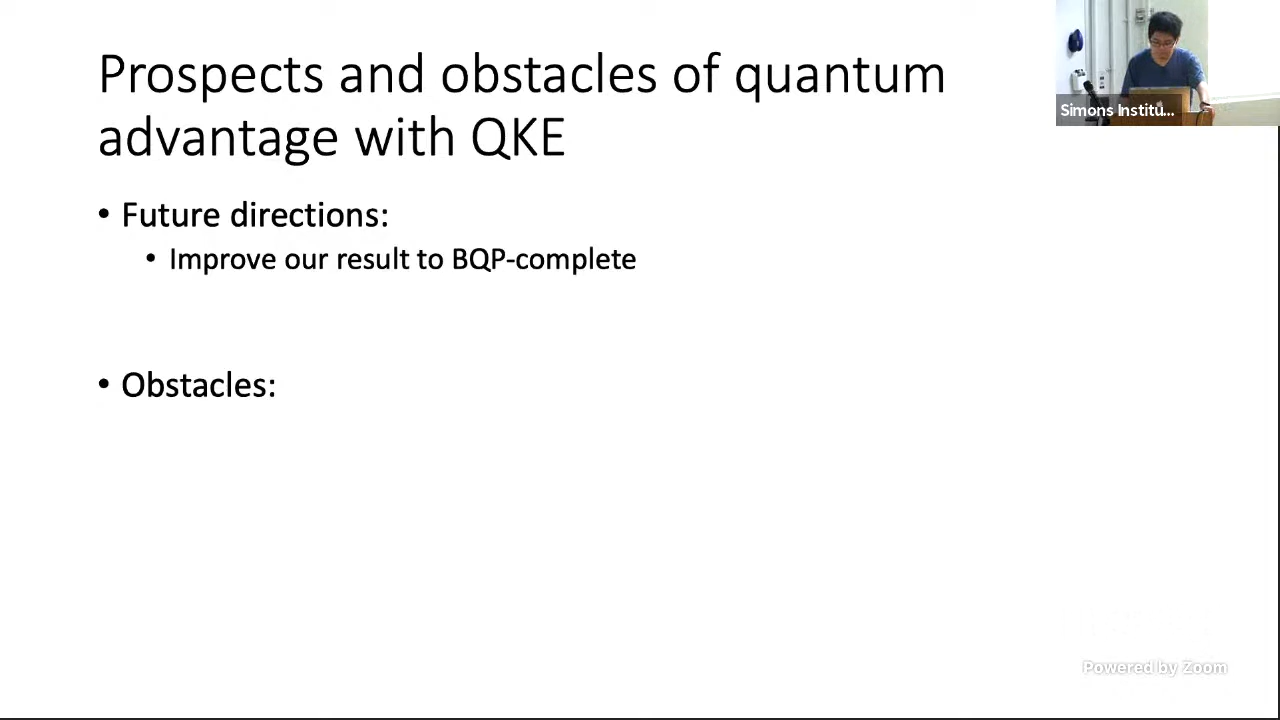 Prospects and obstacles of quantum
advantage with QKE
• Future directions:
• Improve our result to BQP-complete
• Obstacles:
Simons Institu...
Powered by Zoom